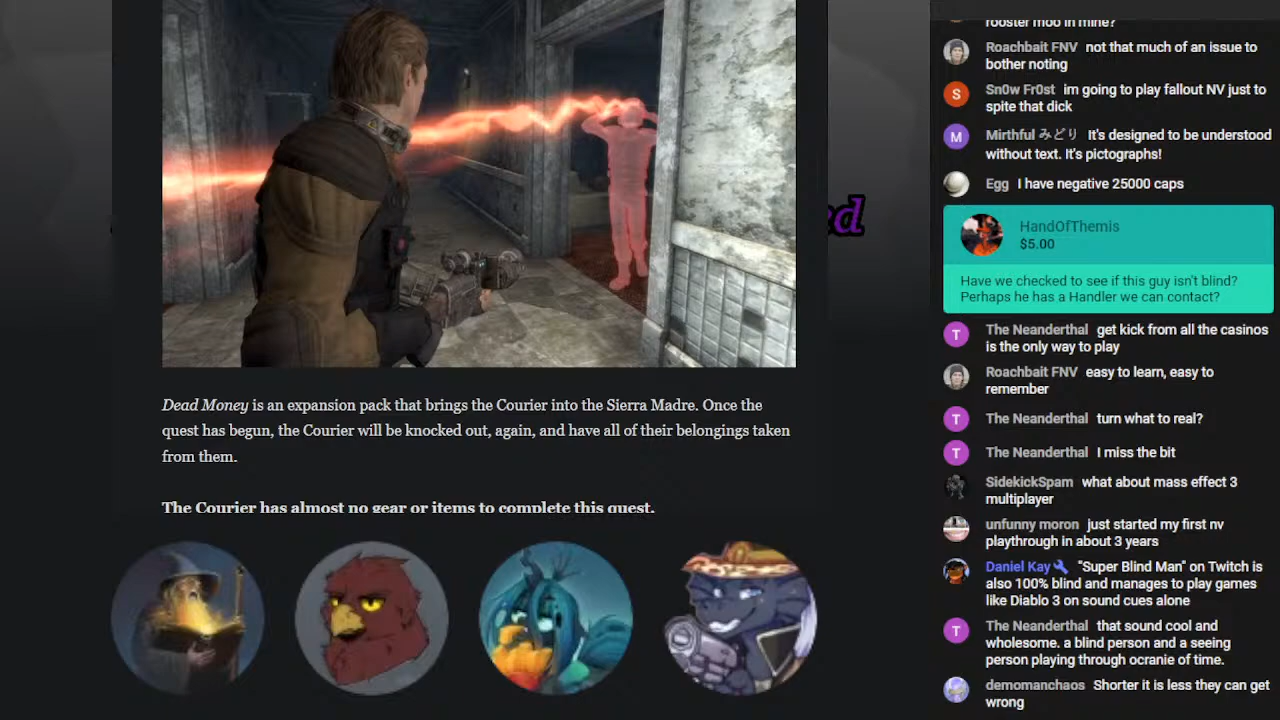 Dead Money is an expansion pack that brings the Courier into the Sierra Madre. Once the
quest has begun, the Courier will be knocked out, again, and have all of their belongings taken
from them.
The Courier has almost no gear or items to complete this quest.
ed
rooster moo in mine?
Roachbait FNV not that much of an issue to
bother noting
S
Sn0w Fr0st im going to play fallout NV just to
spite that dick
M
Mirthful みどり It's designed to be understood
without text. It's pictographs!
Egg I have negative 25000 caps
HandOfThemis
$5.00
Have we checked to see if this guy isn't blind?
Perhaps he has a Handler we can contact?
T
The Neanderthal get kick from all the casinos
is the only way to play
Roachbait FNV easy to learn, easy to
remember
T
The Neanderthal turn what to real?
T
The Neanderthal I miss the bit
SidekickSpam what about mass effect 3
multiplayer
unfunny moron just started my first nv
playthrough in about 3 years
Daniel Kay "Super Blind Man" on Twitch is
also 100% blind and manages to play games
like Diablo 3 on sound cues alone
T
The Neanderthal that sound cool and
wholesome. a blind person and a seeing
person playing through ocranie of time.
demomanchaos Shorter it is less they can get
wrong